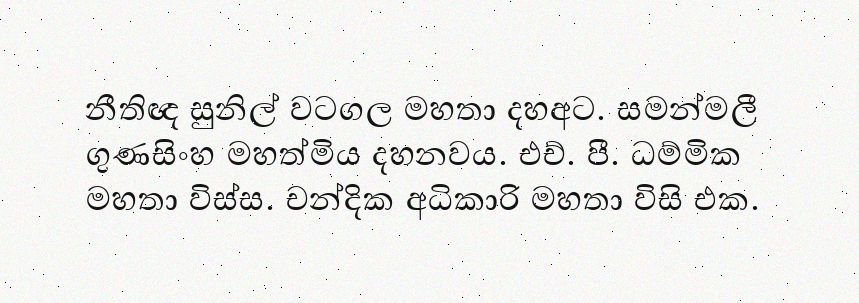 නීතිඥ සුනිල් වටගල මහතා දහඅට. සමන්මලී
ගුණසිංහ මහත්මිය දහනවය. එච්. පී. ධම්මික
මහතා විස්ස. චන්දික අධිකාරි මහතා විසි එක.